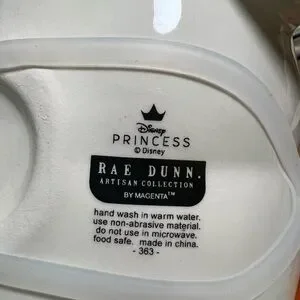 Disney
PRINCESS
© Disney
RAE DUNN.
ARTISAN COLLECTION
BY MAGENTA™
hand wash in warm water.
use non-abrasive material.
do not use in microwave.
food safe. made in china.
- 363 -